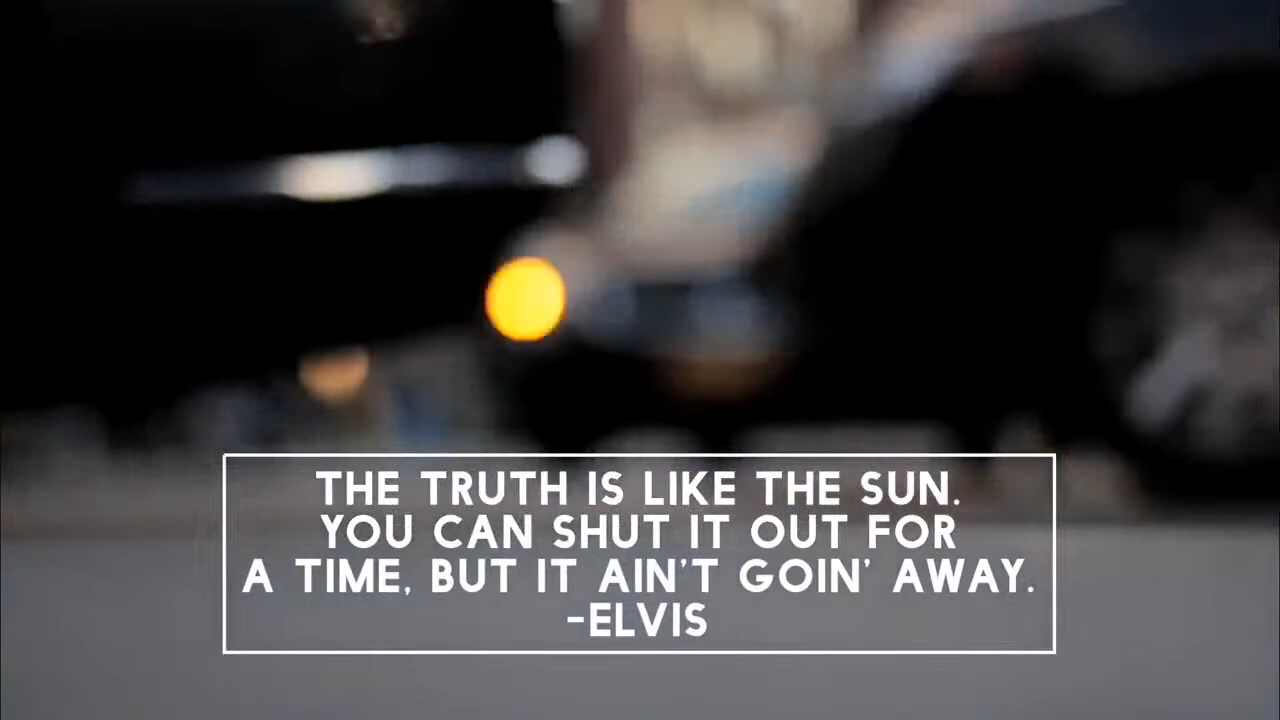 THE TRUTH IS LIKE THE SUN.
YOU CAN SHUT IT OUT FOR
A TIME, BUT IT AIN'T GOIN' AWAY.
-ELVIS